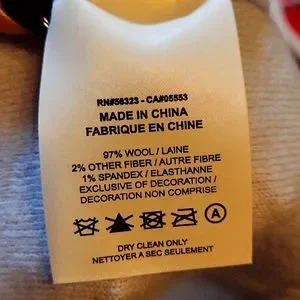 RN#56323 - CA#05553
MADE IN CHINA
FABRIQUE EN CHINE
97% WOOL / LAINE
2% OTHER FIBER / AUTRE FIBRE
1% SPANDEX / ELASTHANNE
EXCLUSIVE OF DECORATION /
DECORATION NON COMPRISE
A
DRY CLEAN ONLY
NETTOYER A SEC SEULEMENT